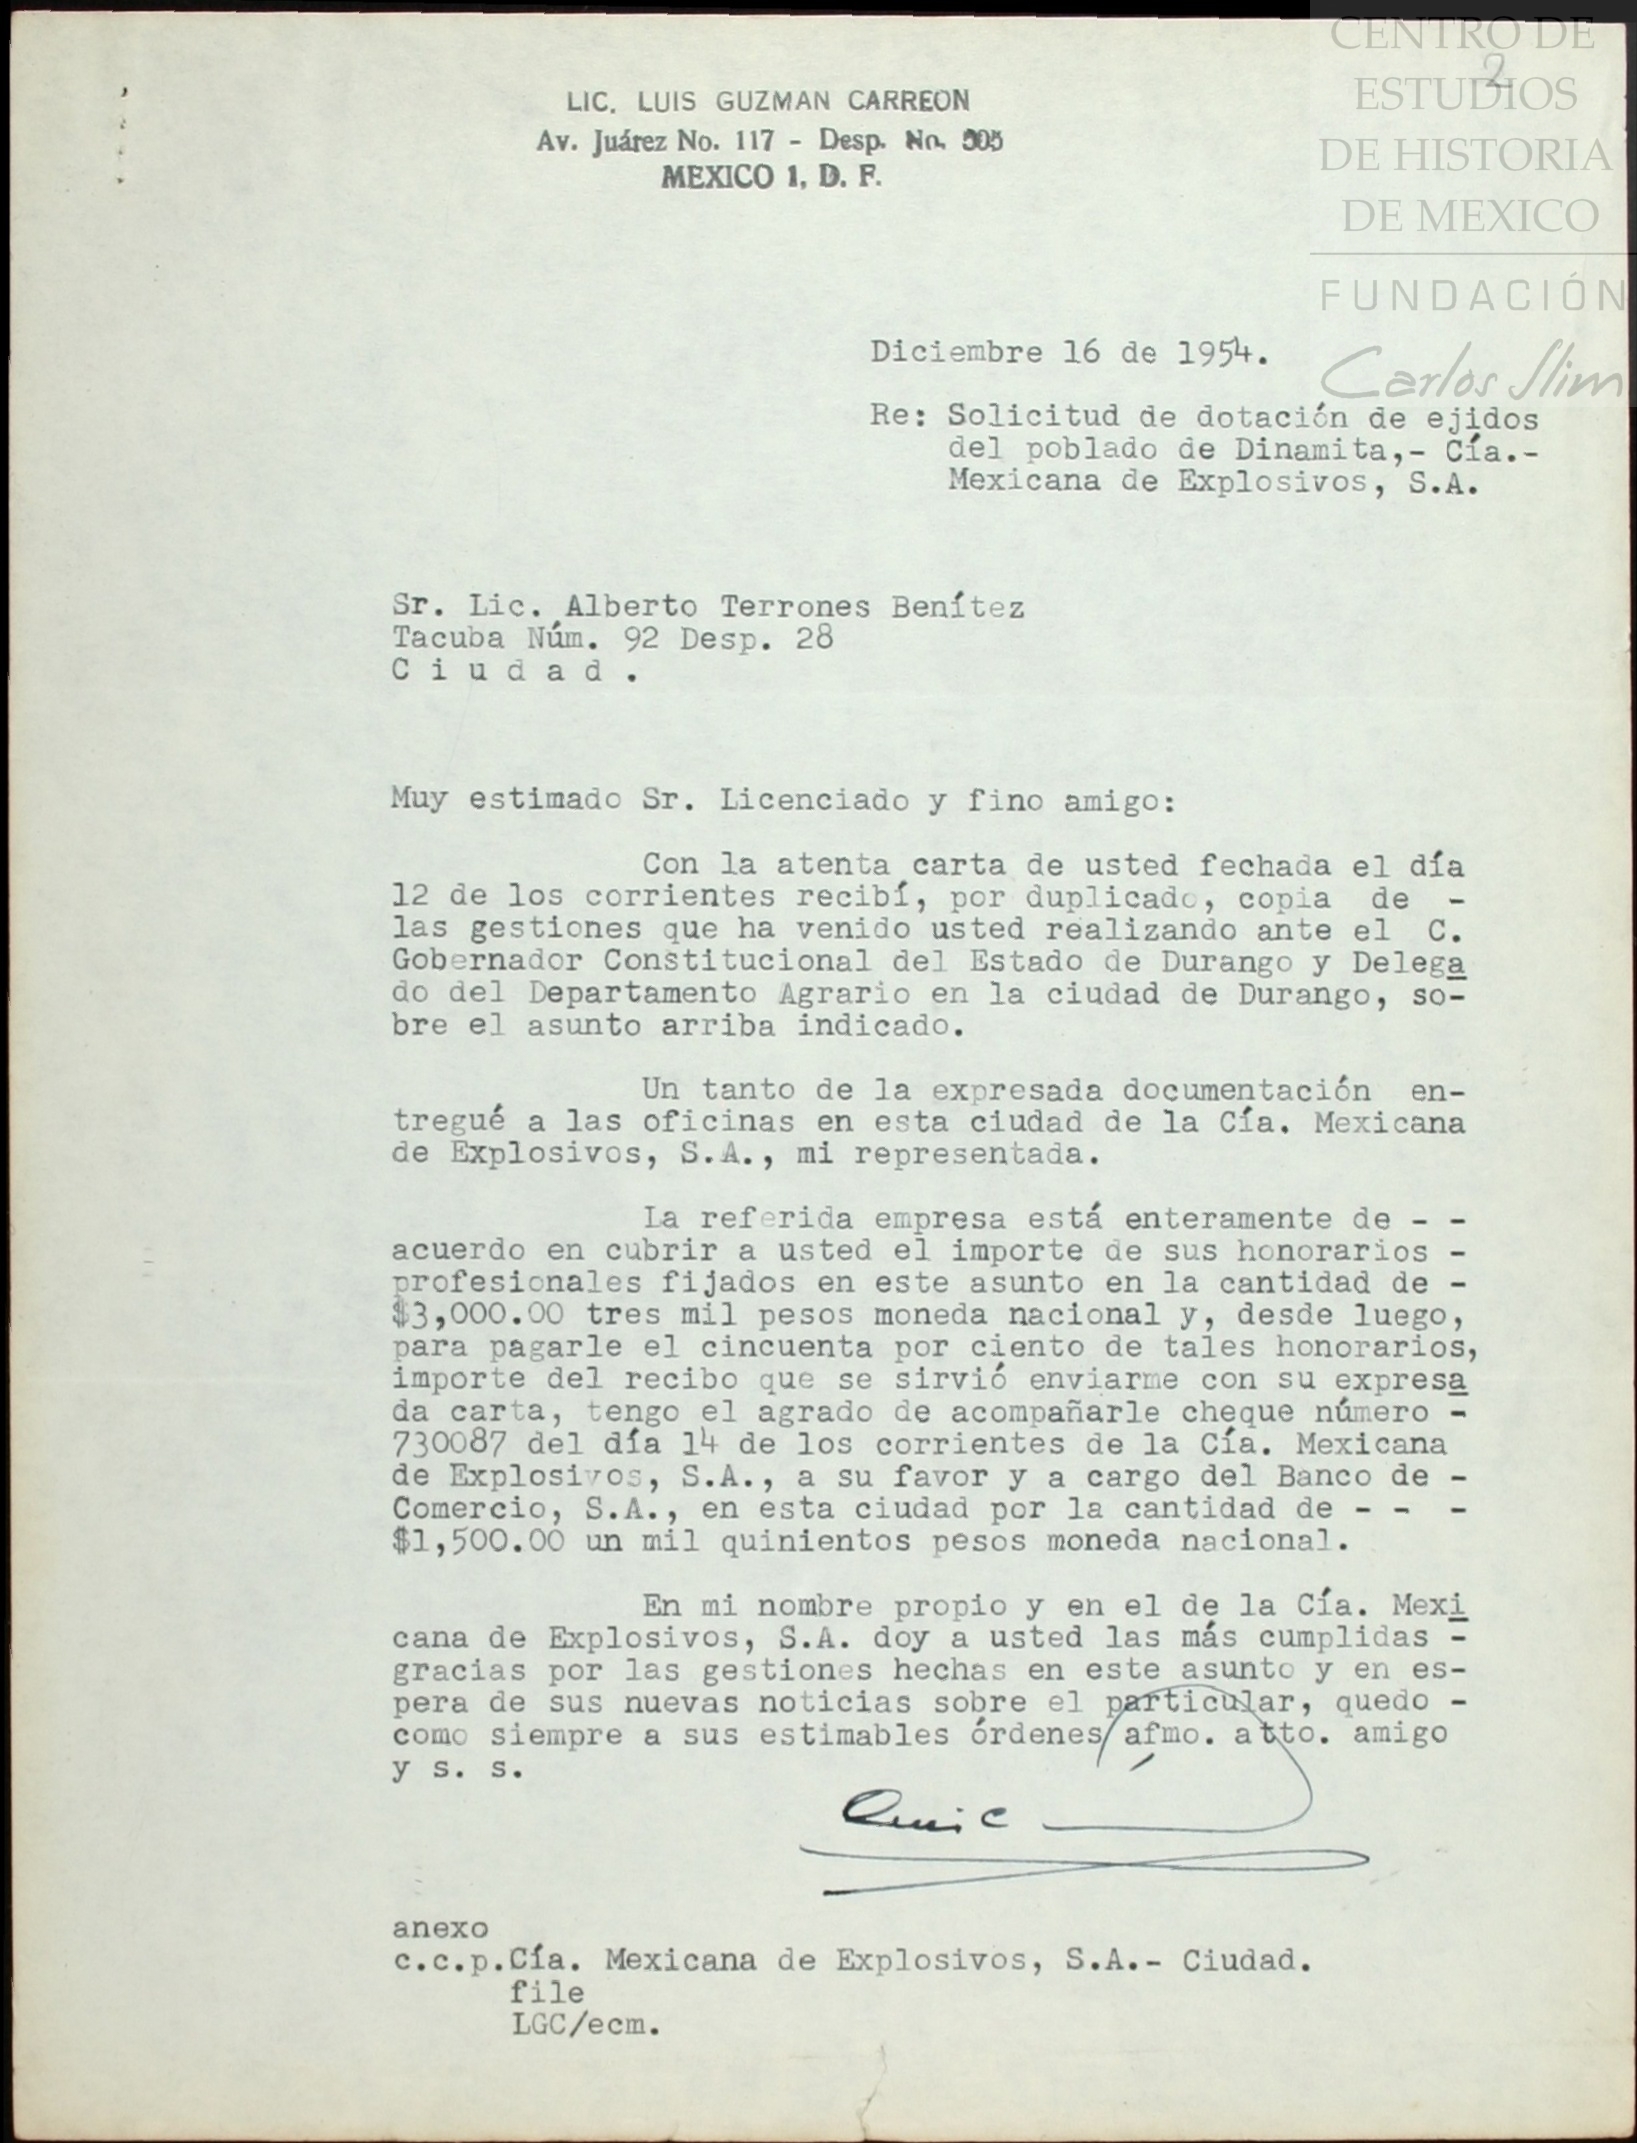 CENTRO DE
ESTUDIOS
DE HISTORIA
DE MEXICO
FUNDACIÓN
Carlos Slim
2
LIC. LUIS GUZMAN CARREON
Av. Juárez No. 117 - Desp. No. 505
MEXICO 1, D. F.
Diciembre 16 de 1954.
Re: Solicitud de dotación de ejidos
del poblado de Dinamita,- Cía.-
Mexicana de Explosivos, S.A.
Sr. Lic. Alberto Terrones Benítez
Tacuba Núm. 92 Desp. 28
C i u d a d .
Muy estimado Sr. Licenciado y fino amigo:
Con la atenta carta de usted fechada el día
12 de los corrientes recibí, por duplicado, copia de -
las gestiones que ha venido usted realizando ante el C.
Gobernador Constitucional del Estado de Durango y Delega
do del Departamento Agrario en la ciudad de Durango, so-
bre el asunto arriba indicado.
Un tanto de la expresada documentación en-
tregué a las oficinas en esta ciudad de la Cía. Mexicana
de Explosivos, S.A., mi representada.
La referida empresa está enteramente de - -
acuerdo en cubrir a usted el importe de sus honorarios -
profesionales fijados en este asunto en la cantidad de -
$3,000.00 tres mil pesos moneda nacional y, desde luego,
para pagarle el cincuenta por ciento de tales honorarios,
importe del recibo que se sirvió enviarme con su expresa
da carta, tengo el agrado de acompañarle cheque número -
730087 del día 14 de los corrientes de la Cía. Mexicana
de Explosivos, S.A., a su favor y a cargo del Banco de -
Comercio, S.A., en esta ciudad por la cantidad de - - -
$1,500.00 un mil quinientos pesos moneda nacional.
En mi nombre propio y en el de la Cía. Mexi
cana de Explosivos, S.A. doy a usted las más cumplidas -
gracias por las gestiones hechas en este asunto y en es-
pera de sus nuevas noticias sobre el particular, quedo -
como siempre a sus estimables órdenes afmo. atto. amigo
y s. s.
anexo
c.c.p.Cía. Mexicana de Explosivos, S.A.- Ciudad.
file
LGC/ecm.